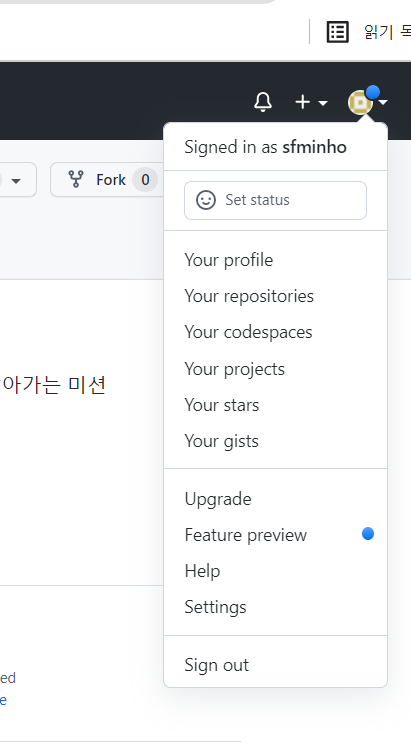 읽기 목
Signed in as sfminho
Fork 0
Set status
Your profile
Your repositories
Your codespaces
Your projects
아가는 미션
Your stars
Your gists
Upgrade
Feature preview
Help
Settings
Sign out
ed
e